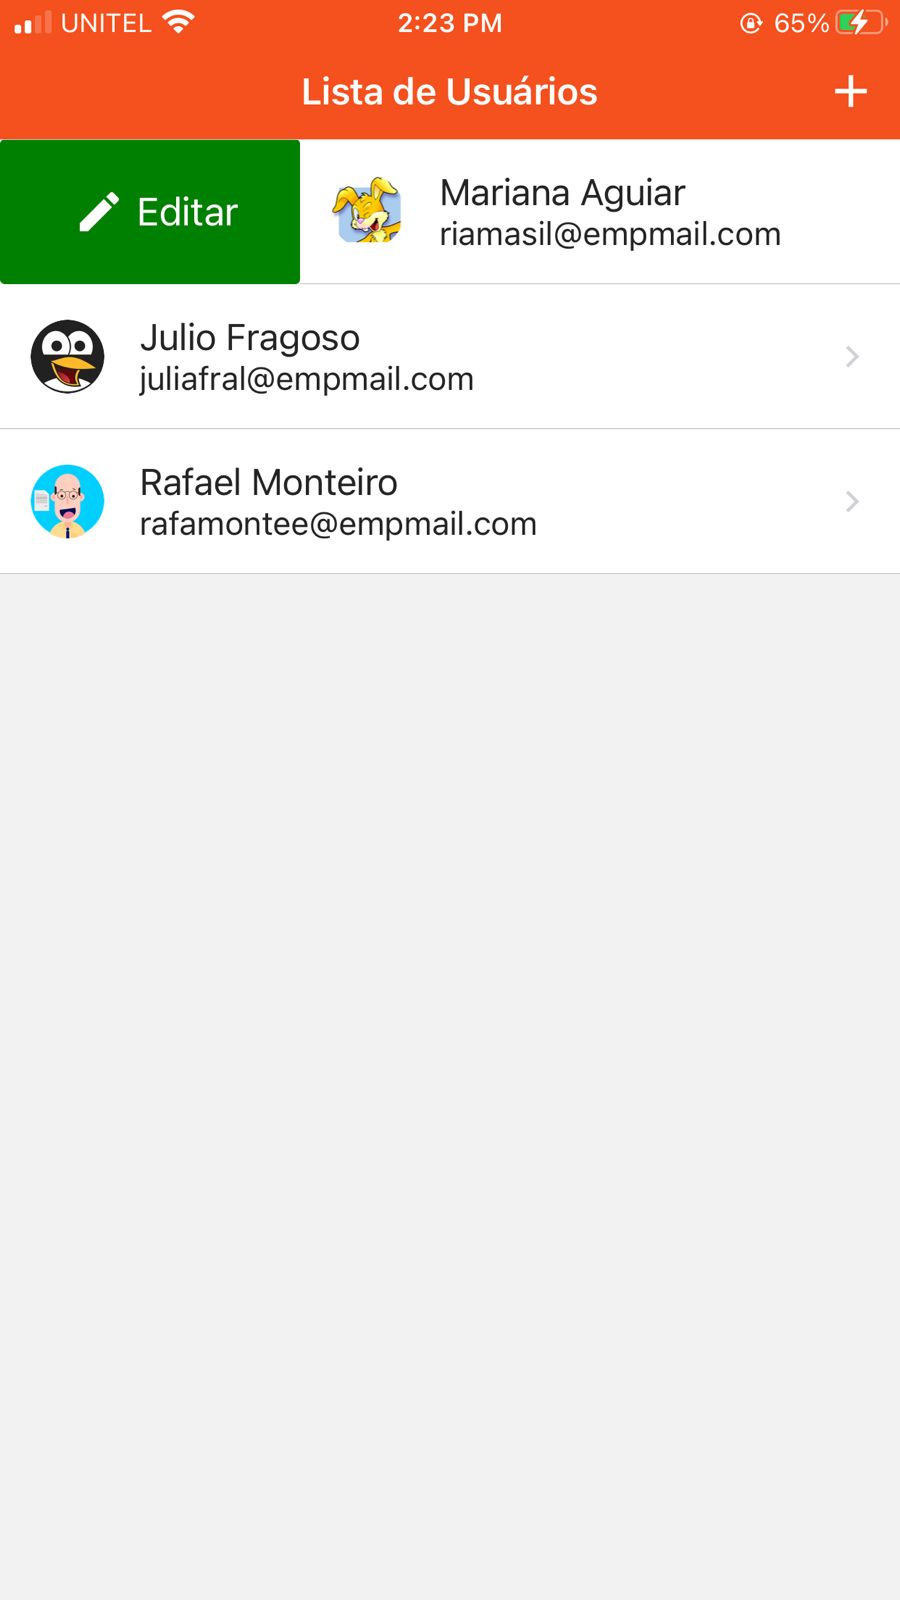 UNITEL 2:23 PM 65%
Lista de Usuários +
Editar
Mariana Aguiar
riamasil@empmail.com
Julio Fragoso
juliafral@empmail.com
Rafael Monteiro
rafamontee@empmail.com